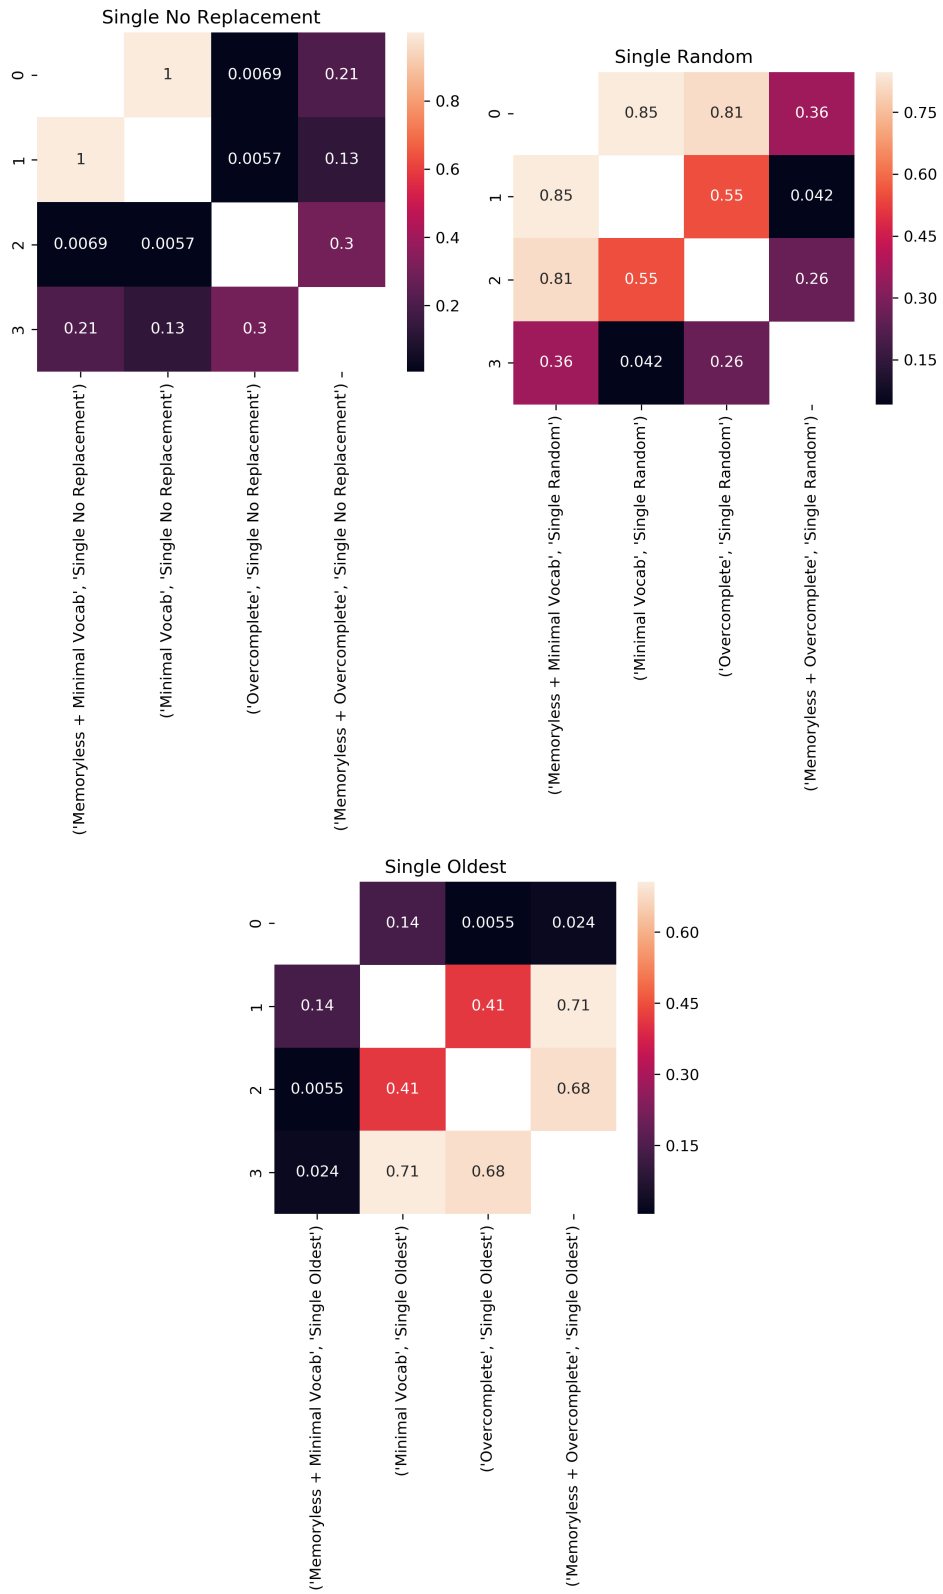 Single No Replacement
0 1 0.0069 0.21
1 1 0.0057 0.13
2 0.0069 0.0057 0.3
3 0.21 0.13 0.3
0.8
0.6
0.4
0.2
('Memoryless + Minimal Vocab', 'Single No Replacement')
('Minimal Vocab', 'Single No Replacement')
('Overcomplete', 'Single No Replacement')
('Memoryless + Overcomplete', 'Single No Replacement')
Single Random
0 0.85 0.81 0.36
1 0.85 0.55 0.042
2 0.81 0.55 0.26
3 0.36 0.042 0.26
0.75
0.60
0.45
0.30
0.15
('Memoryless + Minimal Vocab', 'Single Random')
('Minimal Vocab', 'Single Random')
('Overcomplete', 'Single Random')
('Memoryless + Overcomplete', 'Single Random')
Single Oldest
0 0.14 0.0055 0.024
1 0.14 0.41 0.71
2 0.0055 0.41 0.68
3 0.024 0.71 0.68
0.60
0.45
0.30
0.15
('Memoryless + Minimal Vocab', 'Single Oldest')
('Minimal Vocab', 'Single Oldest')
('Overcomplete', 'Single Oldest')
('Memoryless + Overcomplete', 'Single Oldest')